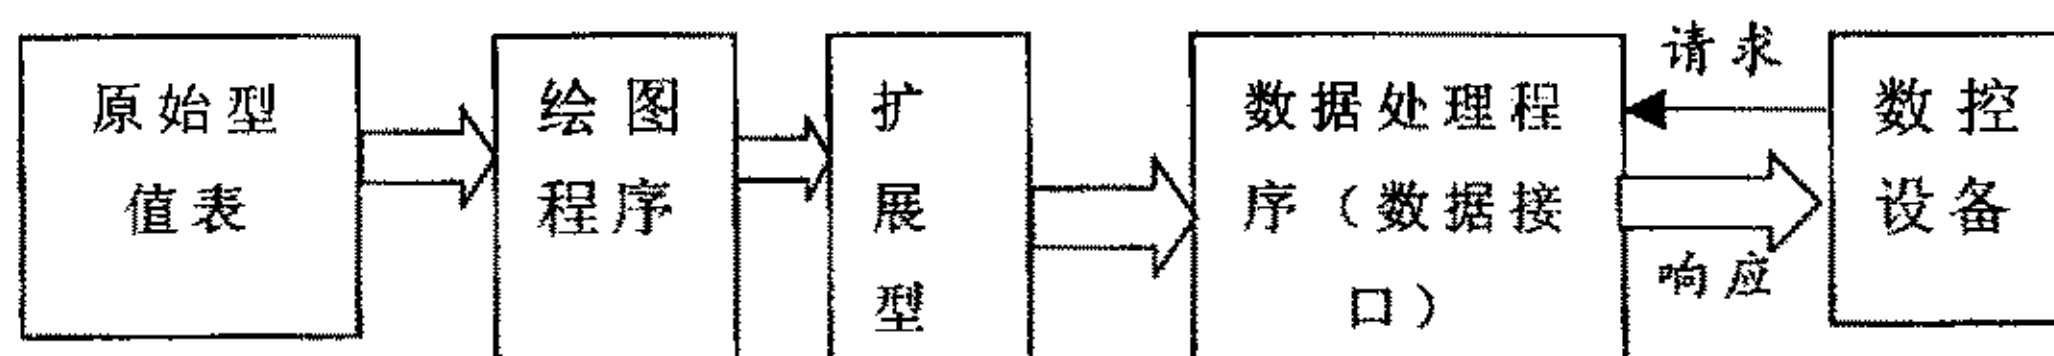 原始型
值表
绘图
程序
扩
展
型
数据处理程
序（数据接
口）
请求
响应
数控
设备